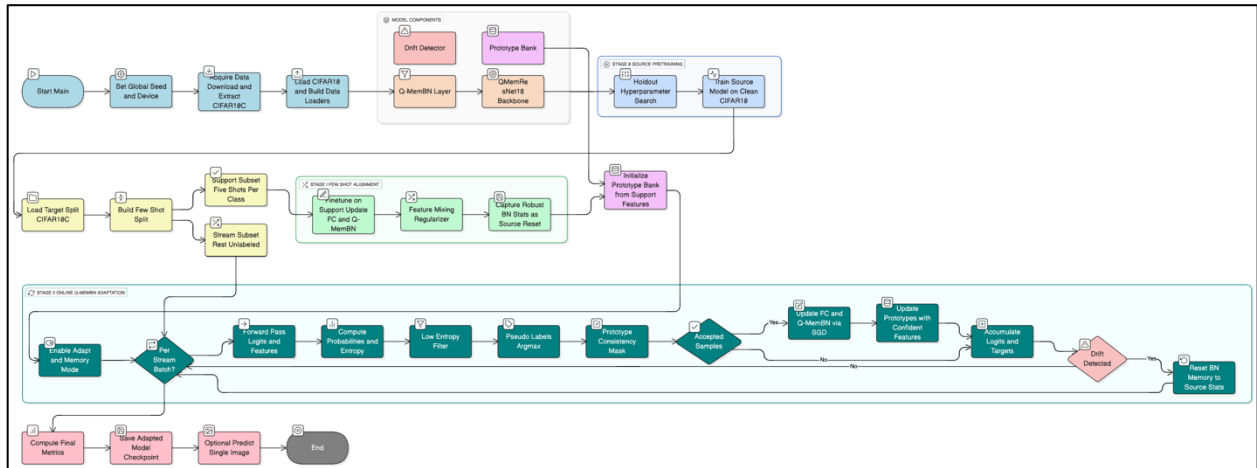 MODEL COMPONENTS
Drift Detector
Prototype Bank
STAGE 0 SOURCE PRETRAINING
Start Main
Set Global Seed
and Device
Acquire Data
Download and
Extract
CIFAR10C
Load CIFAR10
and Build Data
Loaders
Q-MemBN Layer
QMemRe
sNet18
Backbone
Holdout
Hyperparameter
Search
Train Source
Model on Clean
CIFAR10
Load Target Split
CIFAR10C
Build Few Shot
Split
Support Subset
Five Shots Per
Class
Stream Subset
Rest Unlabeled
STAGE I FEW SHOT ALIGNMENT
Finetune on
Support Update
FC and Q-
MemBN
Feature Mixing
Regularizer
Capture Robust
BN Stats as
Source Reset
Initialize
Prototype Bank
from Support
Features
STAGE II ONLINE Q-MEMBN ADAPTATION
Enable Adapt
and Memory
Mode
Per
Stream
Batch?
Forward Pass
Logits and
Features
Compute
Probabilities and
Entropy
Low Entropy
Filter
Pseudo Labels
Argmax
Prototype
Consistency
Mask
Accepted
Samples
Yes
No
Update FC and
Q-MemBN via
SGD
Update
Prototypes with
Confident
Features
Accumulate
Logits and
Targets
Drift
Detected
Yes
No
Reset BN
Memory to
Source Stats
Compute Final
Metrics
Save Adapted
Model
Checkpoint
Optional Predict
Single Image
End